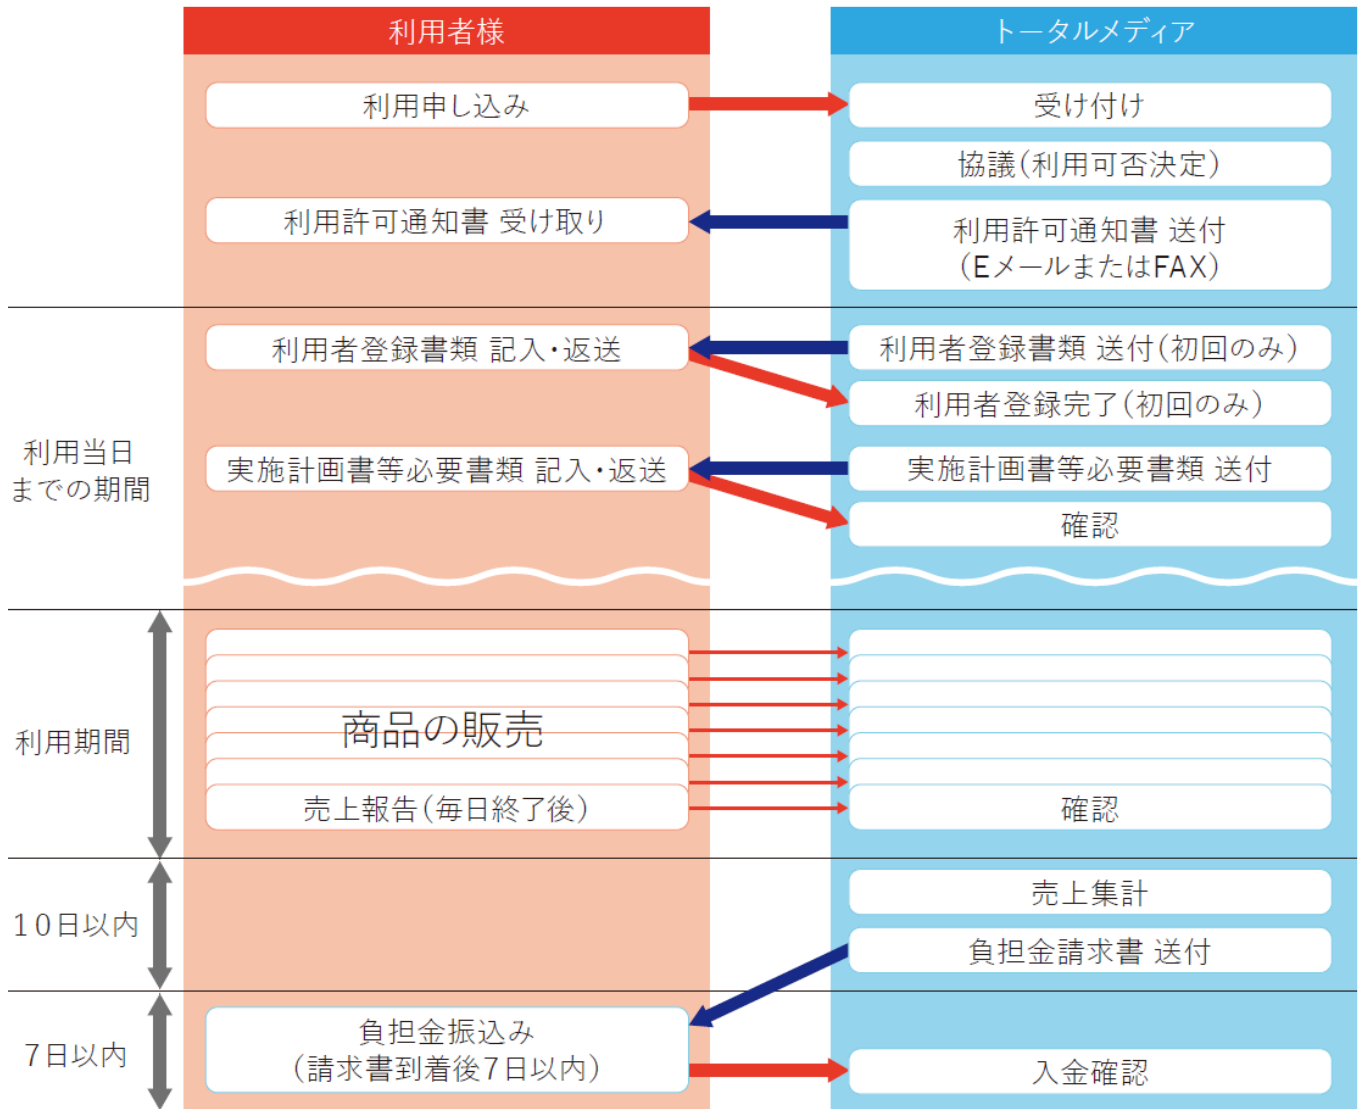 利用者様
トータルメディア
利用申し込み
受け付け
協議(利用可否決定)
利用許可通知書 受け取り
利用許可通知書 送付
(EメールまたはFAX)
利用当日
までの期間
利用者登録書類 記入・返送
利用者登録書類 送付(初回のみ)
利用者登録完了(初回のみ)
実施計画書等必要書類 記入・返送
実施計画書等必要書類 送付
確認
利用期間
商品の販売
売上報告(毎日終了後)
確認
10日以内
売上集計
負担金請求書 送付
7日以内
負担金振込み
(請求書到着後7日以内)
入金確認